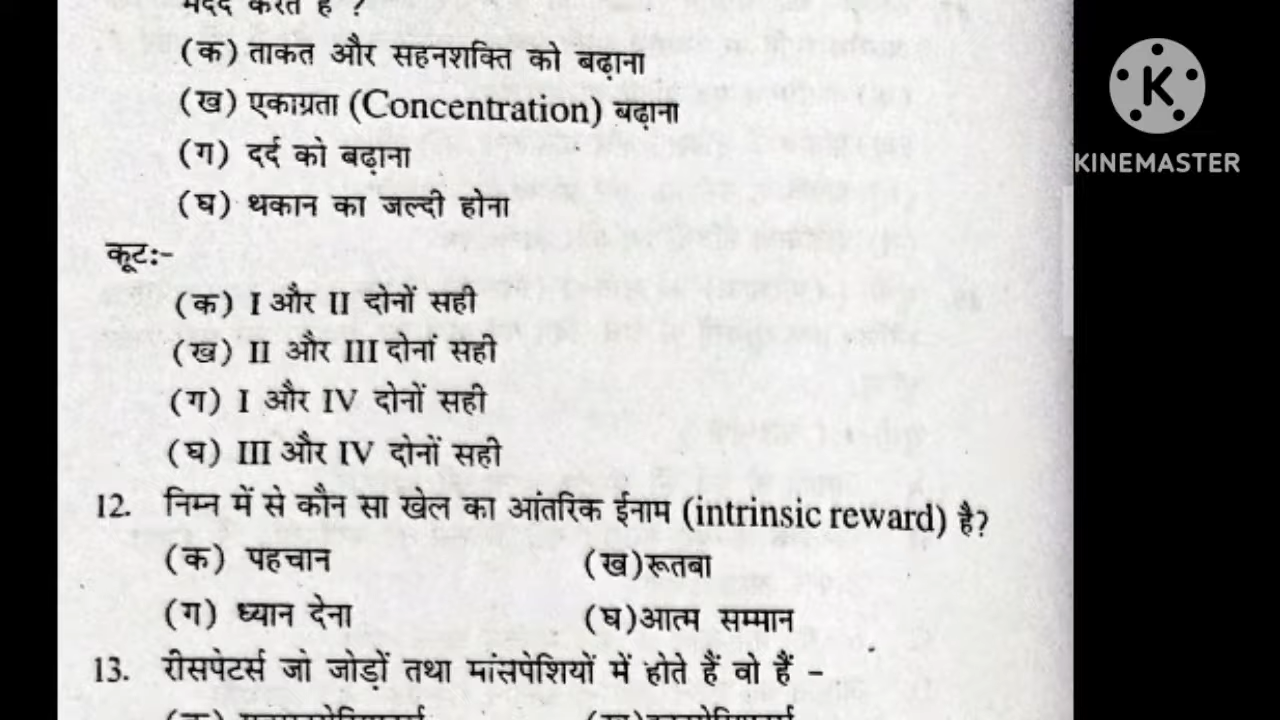 मदद करते हैं ?
(क) ताकत और सहनशक्ति को बढ़ाना
(ख) एकाग्रता (Concentration) बढ़ाना
(ग) दर्द को बढ़ाना
(घ) थकान का जल्दी होना
कूट:-
(क) I और II दोनों सही
(ख) II और III दोनों सही
(ग) I और IV दोनों सही
(घ) III और IV दोनों सही
12. निम्न में से कौन सा खेल का आंतरिक ईनाम (intrinsic reward) है?
(क) पहचान (ख) रूतबा
(ग) ध्यान देना (घ) आत्म सम्मान
13. रीसपेटर्स जो जोड़ों तथा मांसपेशियों में होते हैं वो हैं -
(क) (ख)
K
KINEMASTER